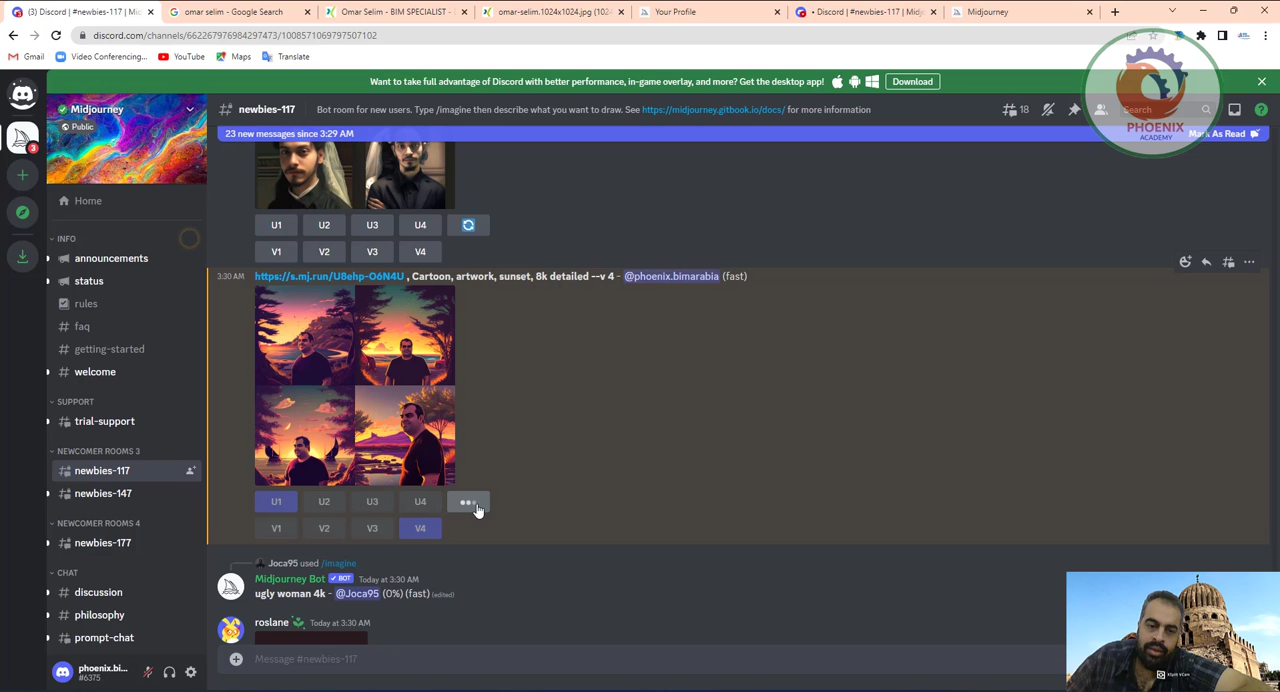 (3) Discord | #newbies-117 | Mid
omar selim - Google Search
Omar Selim - BIM SPECIALIST -
omar-selim.1024x1024.jpg (102
Your Profile
• Discord | #newbies-117 | Midj
Midjourney
discord.com/channels/662267976984297473/1008571069797507102
Gmail
Video Conferencing...
YouTube
Maps
Translate
Want to take full advantage of Discord with better performance, in-game overlay, and more? Get the desktop app!
Download
Midjourney
Public
newbies-117
Bot room for new users. Type /imagine then describe what you want to draw. See https://midjourney.gitbook.io/docs/ for more information
18
Search
PHOENIX
ACADEMY
23 new messages since 3:29 AM
Mark As Read
3
Home
INFO
announcements
status
rules
faq
getting-started
welcome
SUPPORT
trial-support
NEWCOMER ROOMS 3
newbies-117
newbies-147
NEWCOMER ROOMS 4
newbies-177
CHAT
discussion
philosophy
prompt-chat
phoenix.bi...
#6375
U1 U2 U3 U4
V1 V2 V3 V4
3:30 AM https://s.mj.run/U8ehp-O6N4U , Cartoon, artwork, sunset, 8k detailed --v 4 - @phoenix.bimarabia (fast)
U1 U2 U3 U4
V1 V2 V3 V4
Joca95 used /imagine
Midjourney Bot BOT Today at 3:30 AM
ugly woman 4k - @Joca95 (0%) (fast) (edited)
roslane Today at 3:30 AM
Message #newbies-117
XSplit VCam